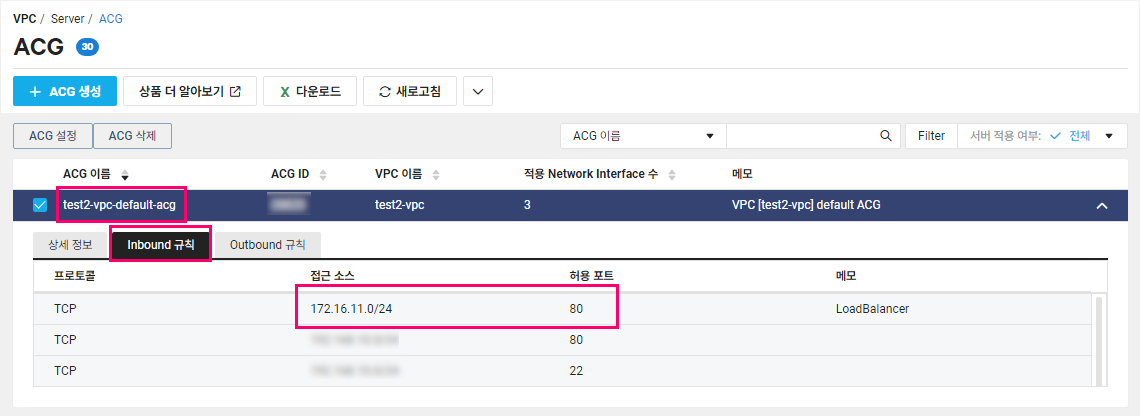 VPC / Server / ACG
ACG 30
+ ACG 생성 상품 더 알아보기 X 다운로드 새로고침
ACG 설정 ACG 삭제 ACG 이름 Filter 서버 적용 여부: 전체
ACG 이름 ACG ID VPC 이름 적용 Network Interface 수 메모
test2-vpc-default-acg test2-vpc 3 VPC [test2-vpc] default ACG
상세 정보 Inbound 규칙 Outbound 규칙
프로토콜 접근 소스 허용 포트 메모
TCP 172.16.11.0/24 80 LoadBalancer
TCP 80
TCP 22